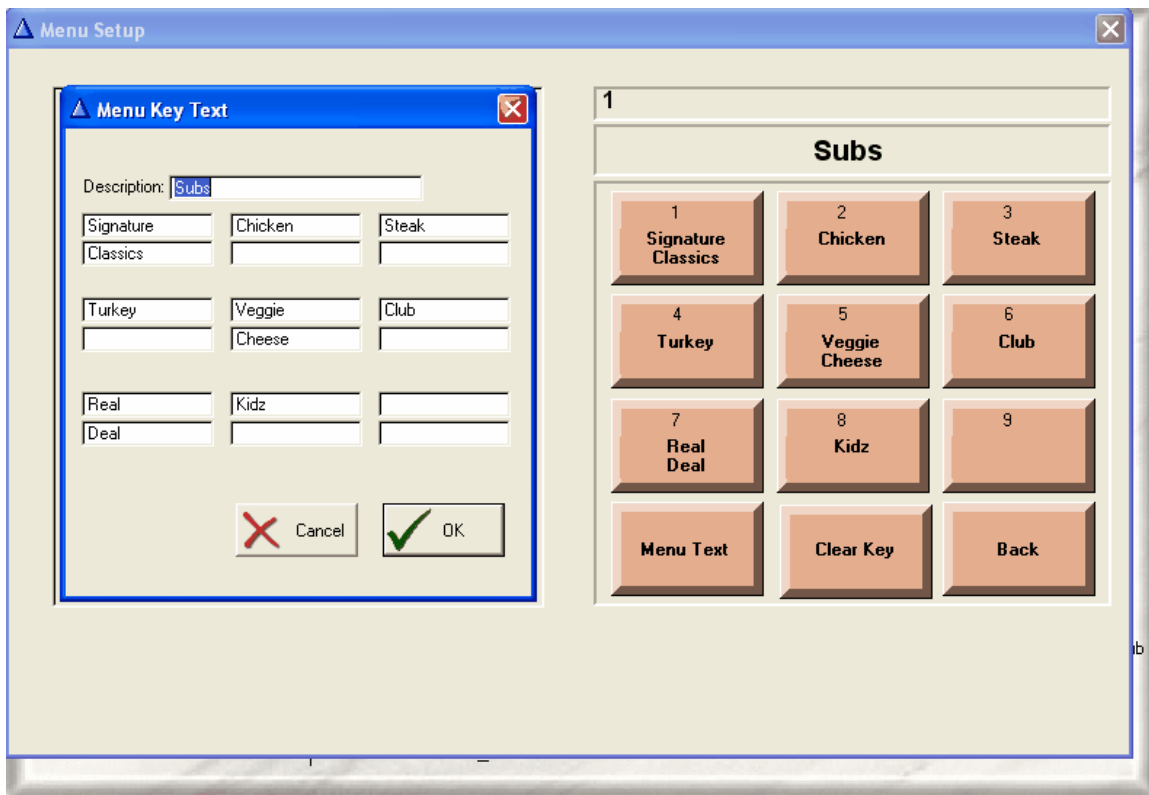 Menu Setup
Menu Key Text
Description: Subs
Signature Chicken Steak
Classics
Turkey Veggie Club
Cheese
Real Kidz
Deal
Cancel OK
1
Subs
1 2 3
Signature Chicken Steak
Classics
4 5 6
Turkey Veggie Club
Cheese
7 8 9
Real Kidz
Deal
Menu Text Clear Key Back